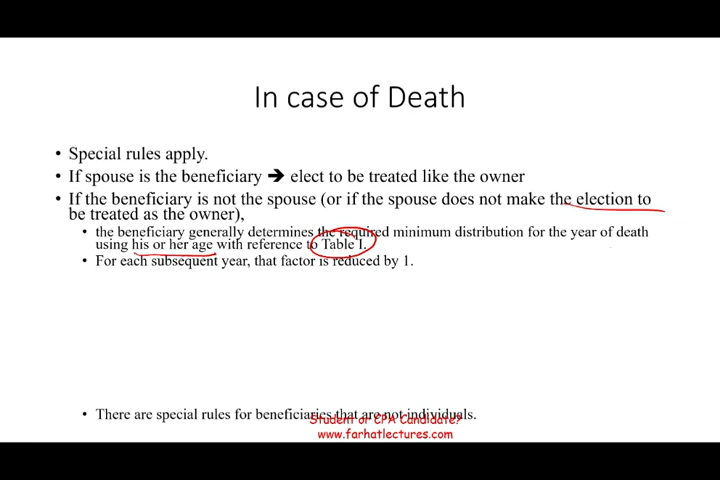 In case of Death
• Special rules apply.
• If spouse is the beneficiary ➔ elect to be treated like the owner
• If the beneficiary is not the spouse (or if the spouse does not make the election to
be treated as the owner),
• the beneficiary generally determines the required minimum distribution for the year of death
using his or her age with reference to Table I.
• For each subsequent year, that factor is reduced by 1.
• There are special rules for beneficiaries that are not individuals.
Student or CPA Candidate?
www.farhatlectures.com